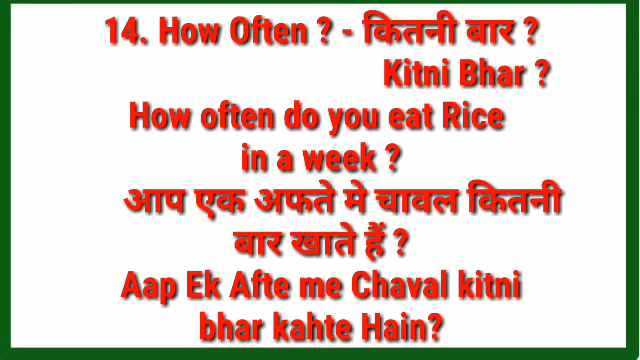 14. How Often ? - कितनी बार ?
Kitni Bhar ?
How often do you eat Rice
in a week ?
आप एक अफते मे चावल कितनी
बार खाते हैं ?
Aap Ek Afte me Chaval kitni
bhar kahte Hain?